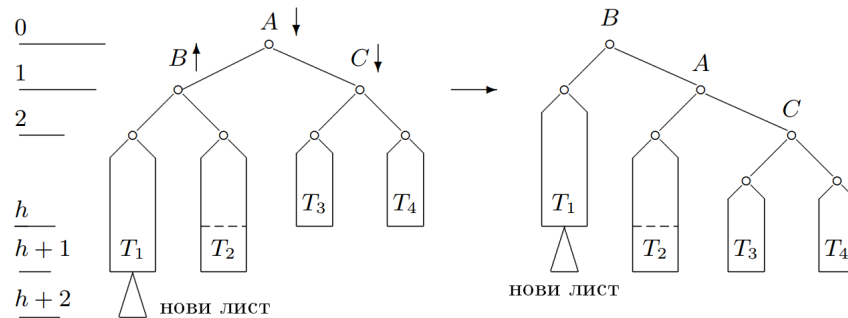 0
A ↓
B ↑
C ↓
1
2
h
h + 1
h + 2
T₁
T₂
T₃
T₄
нови лист
B
A
C
T₁
T₂
T₃
T₄
нови лист